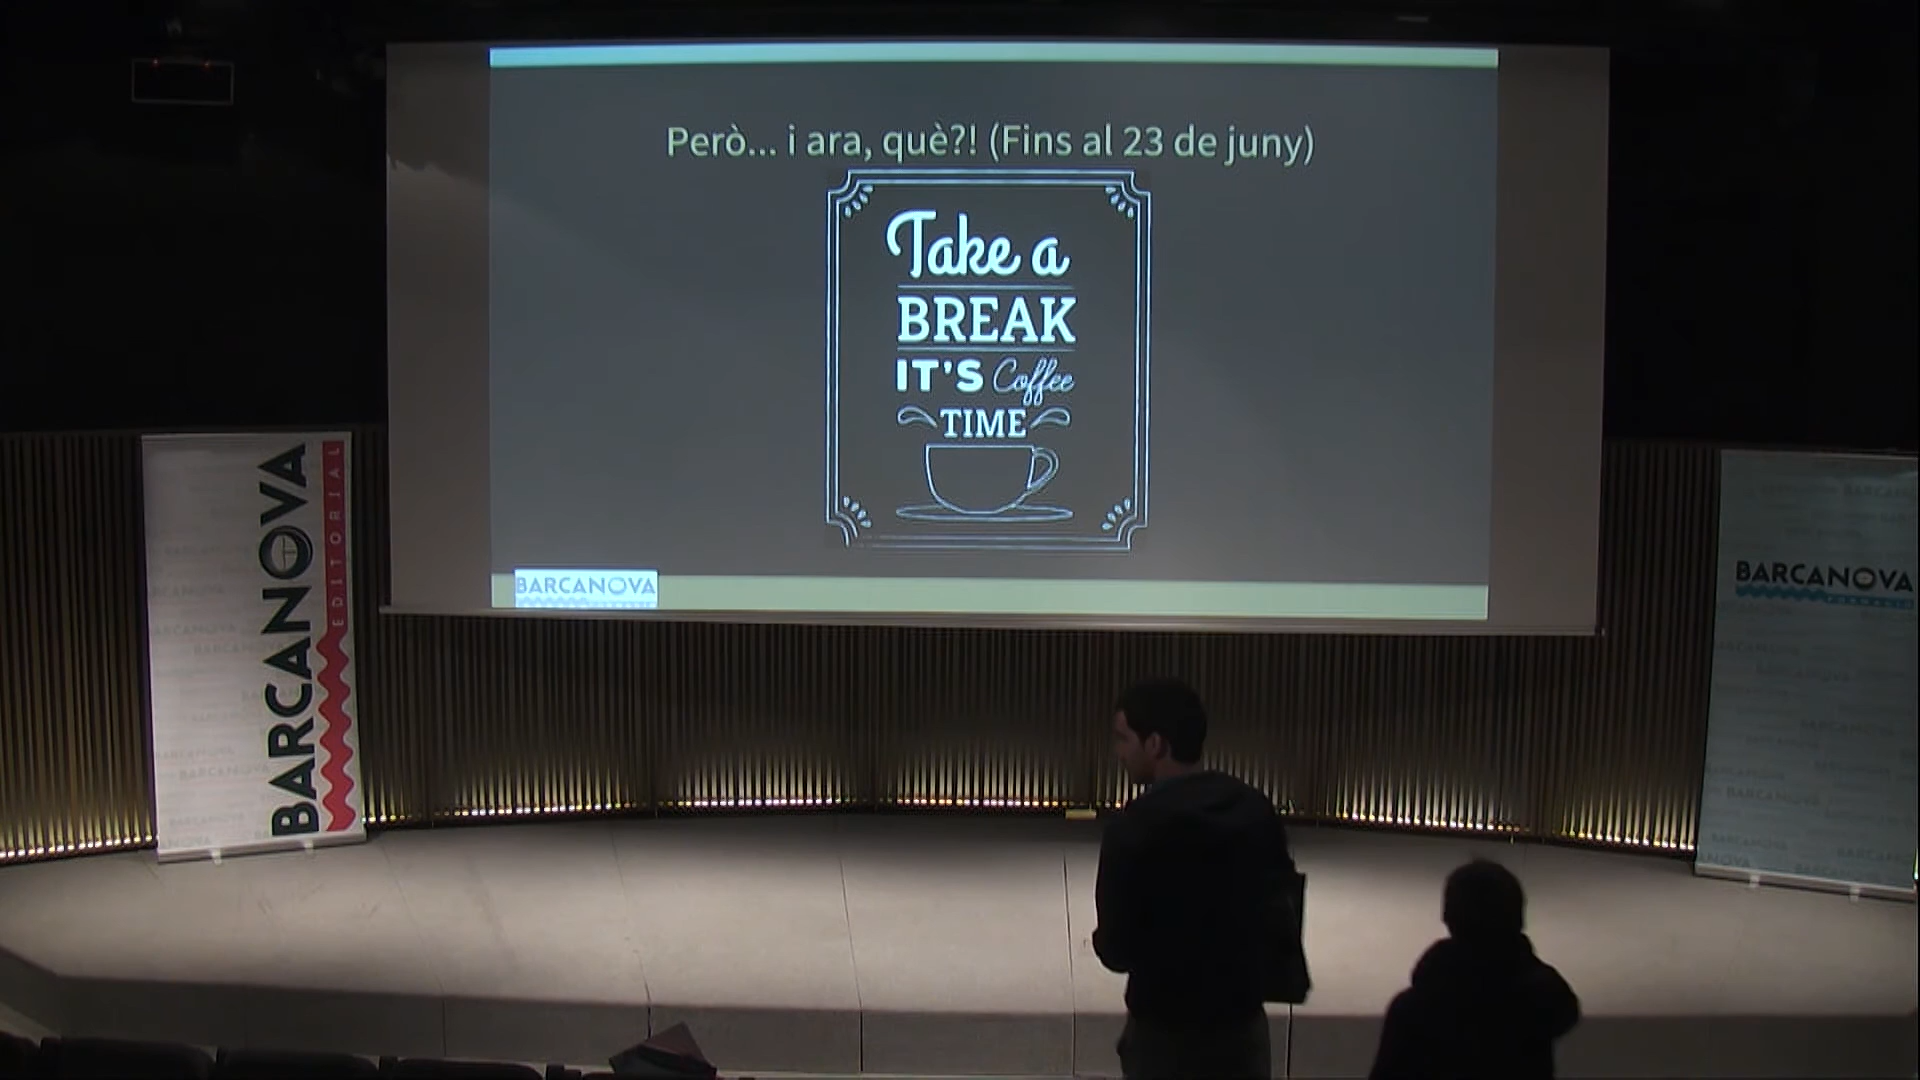 Però... i ara, què?! (Fins al 23 de juny)
Take a
BREAK
IT'S Coffee
TIME
BARCANOVA
BARCANOVA
EDITORIAL
BARCANOVA